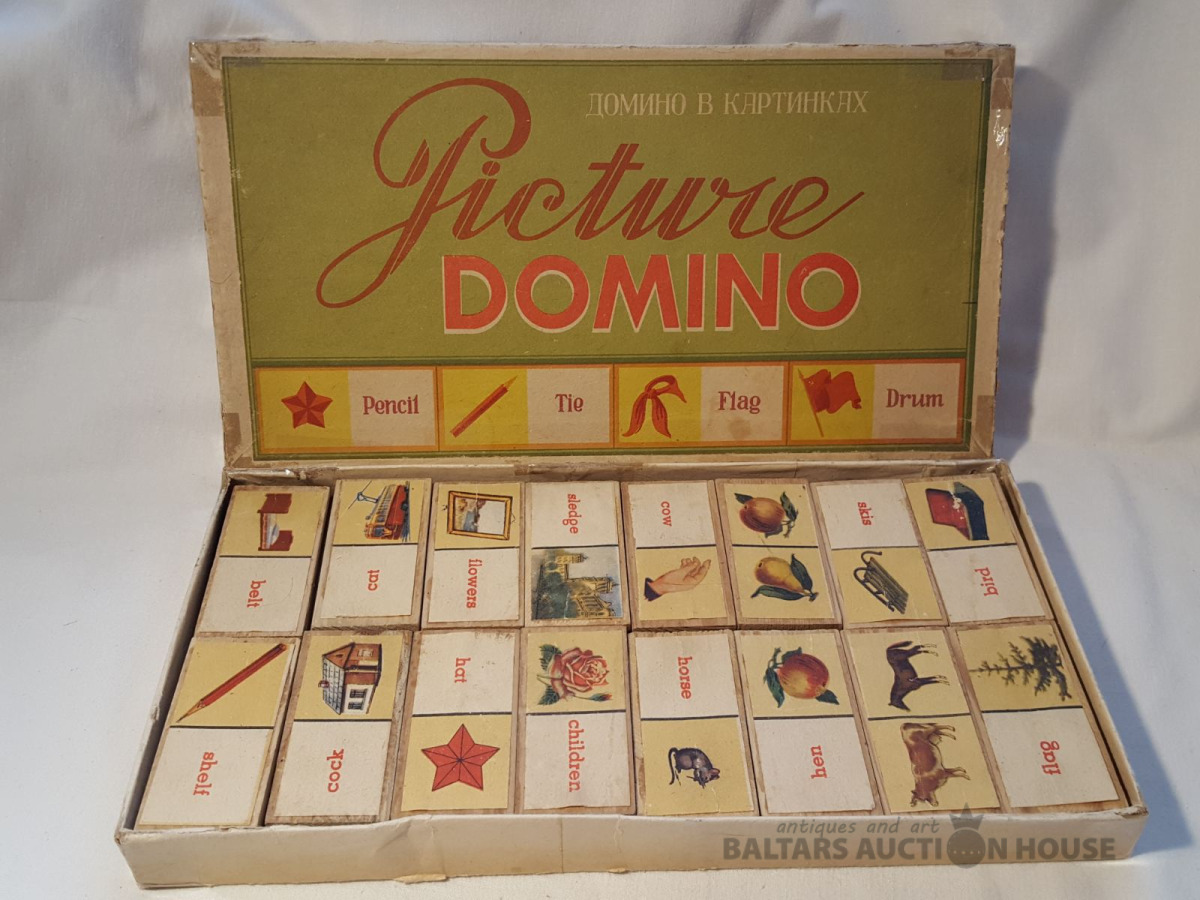 ДОМИНО В КАРТИНКАХ
Picture
DOMINO
Pencil
Tie
Flag
Drum
sledge
cow
skis
belt
cat
flowers
bird
hat
horse
shelf
cock
children
hen
flag
antiques and art
BALTARS AUCTION HOUSE